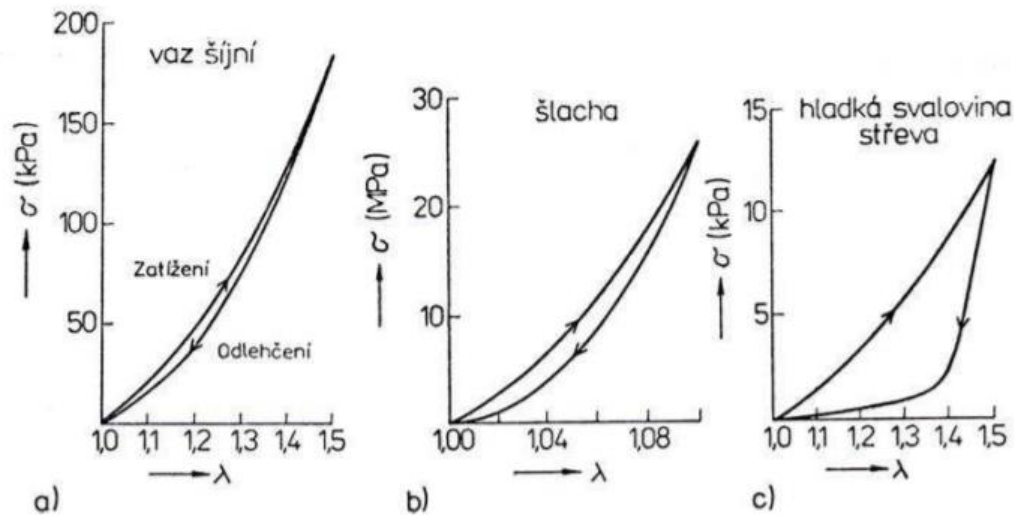 200
150
100
50
σ (kPa)
vaz šíjní
Zatížení
Odlehčení
1,0 1,1 1,2 1,3 1,4 1,5
λ
a)
30
20
10
0
σ (MPa)
šlacha
1,00 1,04 1,08
λ
b)
15
10
5
0
σ (kPa)
hladká svalovina
střeva
1,0 1,1 1,2 1,3 1,4 1,5
λ
c)